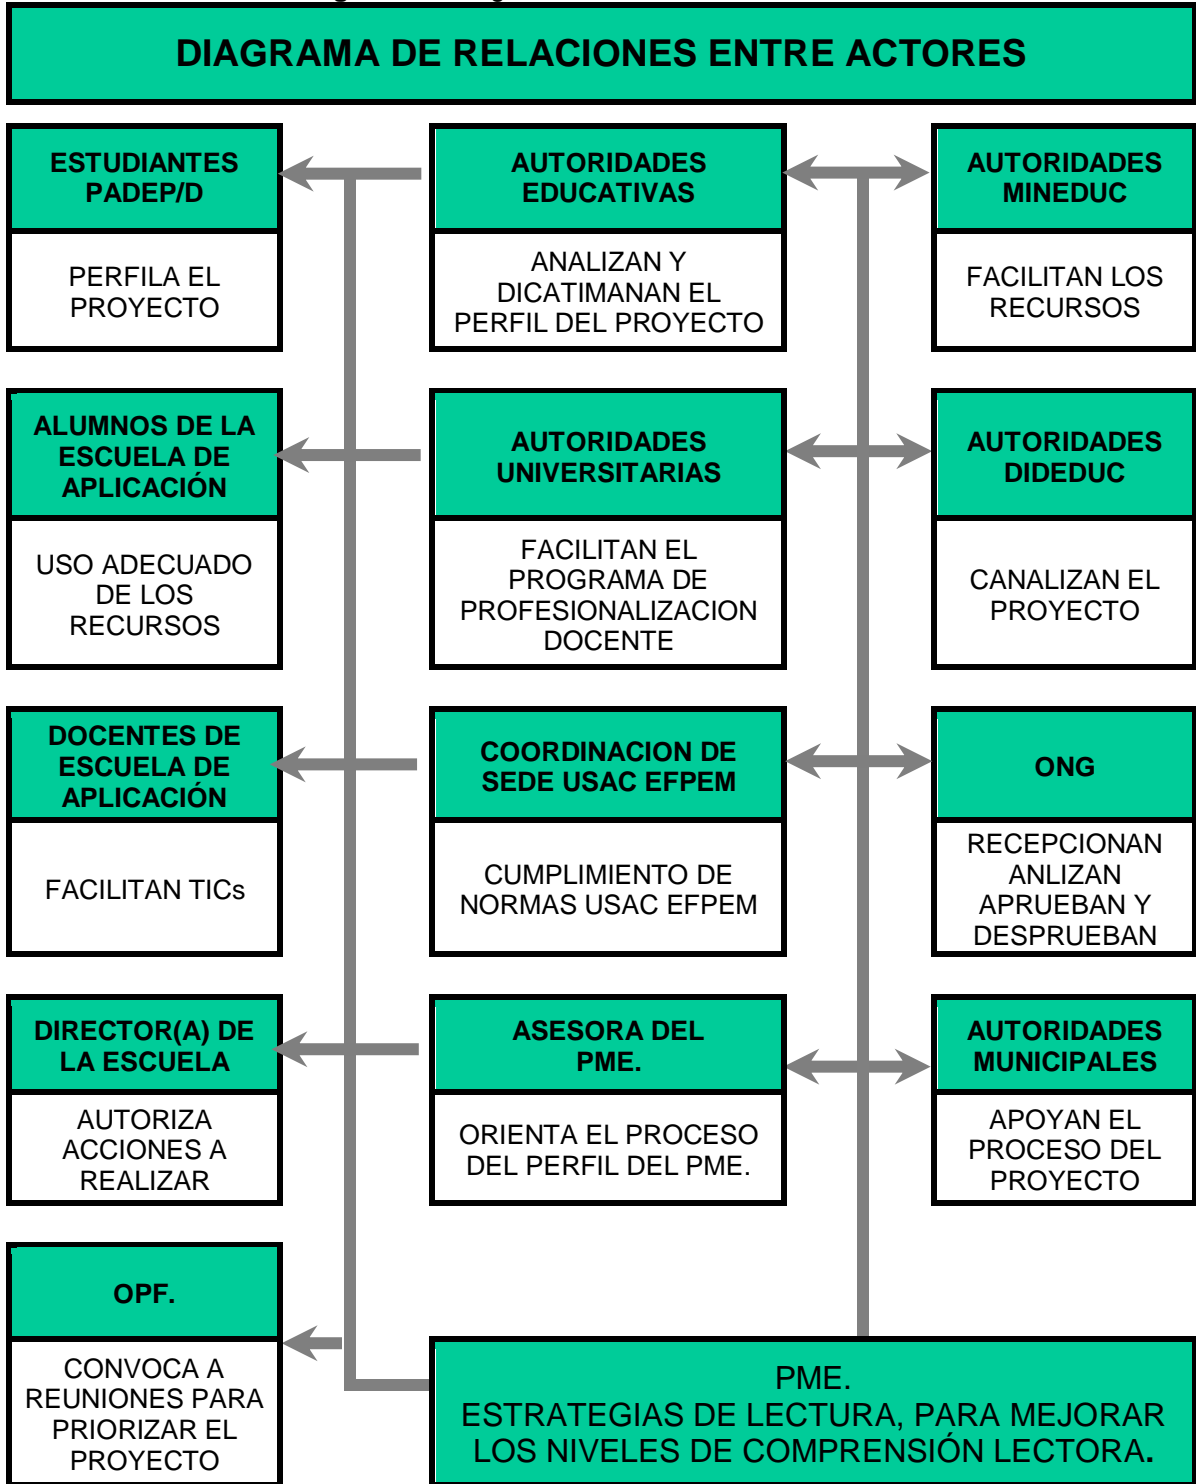 DIAGRAMA DE RELACIONES ENTRE ACTORES
ESTUDIANTES
PADEP/D
PERFILA EL
PROYECTO
AUTORIDADES
EDUCATIVAS
ANALIZAN Y
DICATIMANAN EL
PERFIL DEL PROYECTO
AUTORIDADES
MINEDUC
FACILITAN LOS
RECURSOS
ALUMNOS DE LA
ESCUELA DE
APLICACIÓN
USO ADECUADO
DE LOS
RECURSOS
AUTORIDADES
UNIVERSITARIAS
FACILITAN EL
PROGRAMA DE
PROFESIONALIZACION
DOCENTE
AUTORIDADES
DIDEDUC
CANALIZAN EL
PROYECTO
DOCENTES DE
ESCUELA DE
APLICACIÓN
FACILITAN TICs
COORDINACION DE
SEDE USAC EFPEM
CUMPLIMIENTO DE
NORMAS USAC EFPEM
ONG
RECEPCIONAN
ANLIZAN
APRUEBAN Y
DESPRUEBAN
DIRECTOR(A) DE
LA ESCUELA
AUTORIZA
ACCIONES A
REALIZAR
ASESORA DEL
PME.
ORIENTA EL PROCESO
DEL PERFIL DEL PME.
AUTORIDADES
MUNICIPALES
APOYAN EL
PROCESO DEL
PROYECTO
OPF.
CONVOCA A
REUNIONES PARA
PRIORIZAR EL
PROYECTO
PME.
ESTRATEGIAS DE LECTURA, PARA MEJORAR
LOS NIVELES DE COMPRENSIÓN LECTORA.